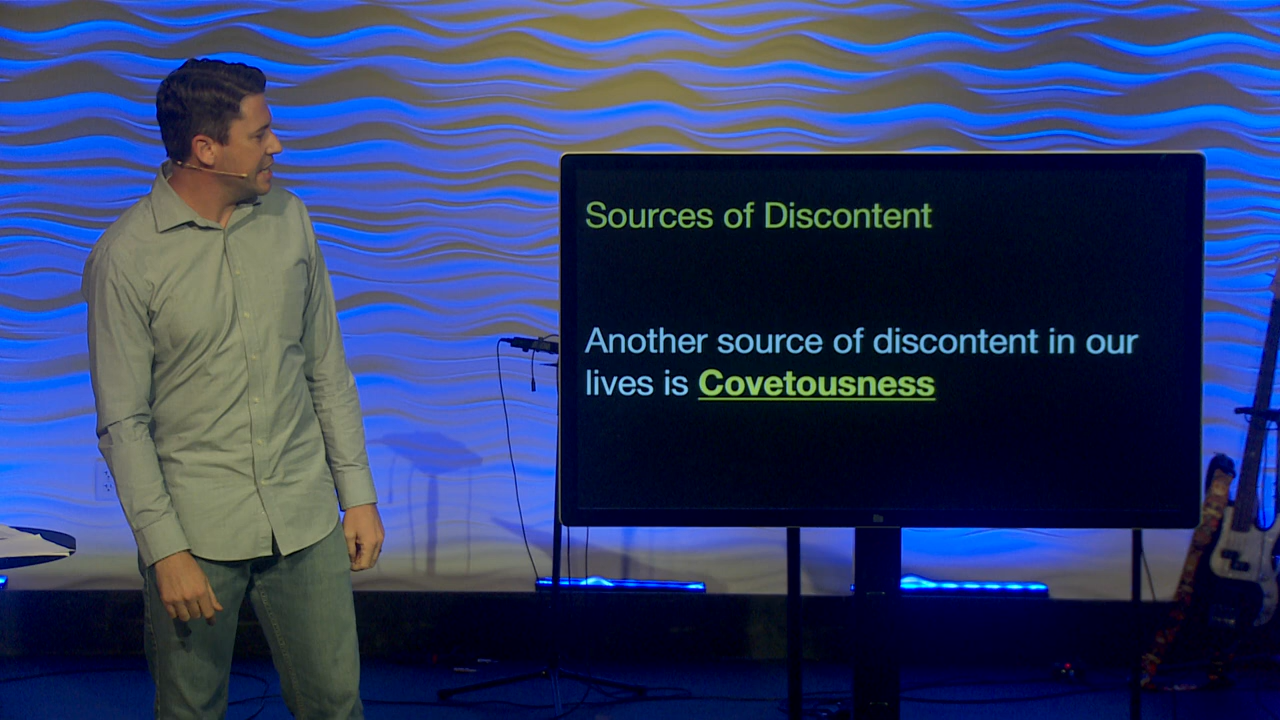 Sources of Discontent
Another source of discontent in our
lives is Covetousness